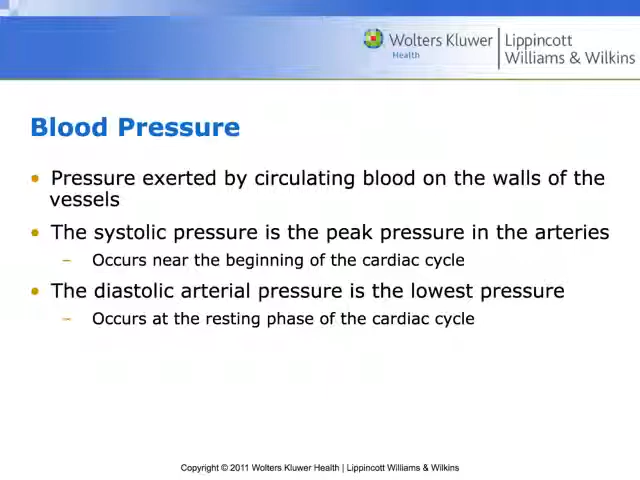 Wolters Kluwer
Health
Lippincott
Williams & Wilkins
Blood Pressure
• Pressure exerted by circulating blood on the walls of the
vessels
• The systolic pressure is the peak pressure in the arteries
– Occurs near the beginning of the cardiac cycle
• The diastolic arterial pressure is the lowest pressure
– Occurs at the resting phase of the cardiac cycle
Copyright © 2011 Wolters Kluwer Health | Lippincott Williams & Wilkins